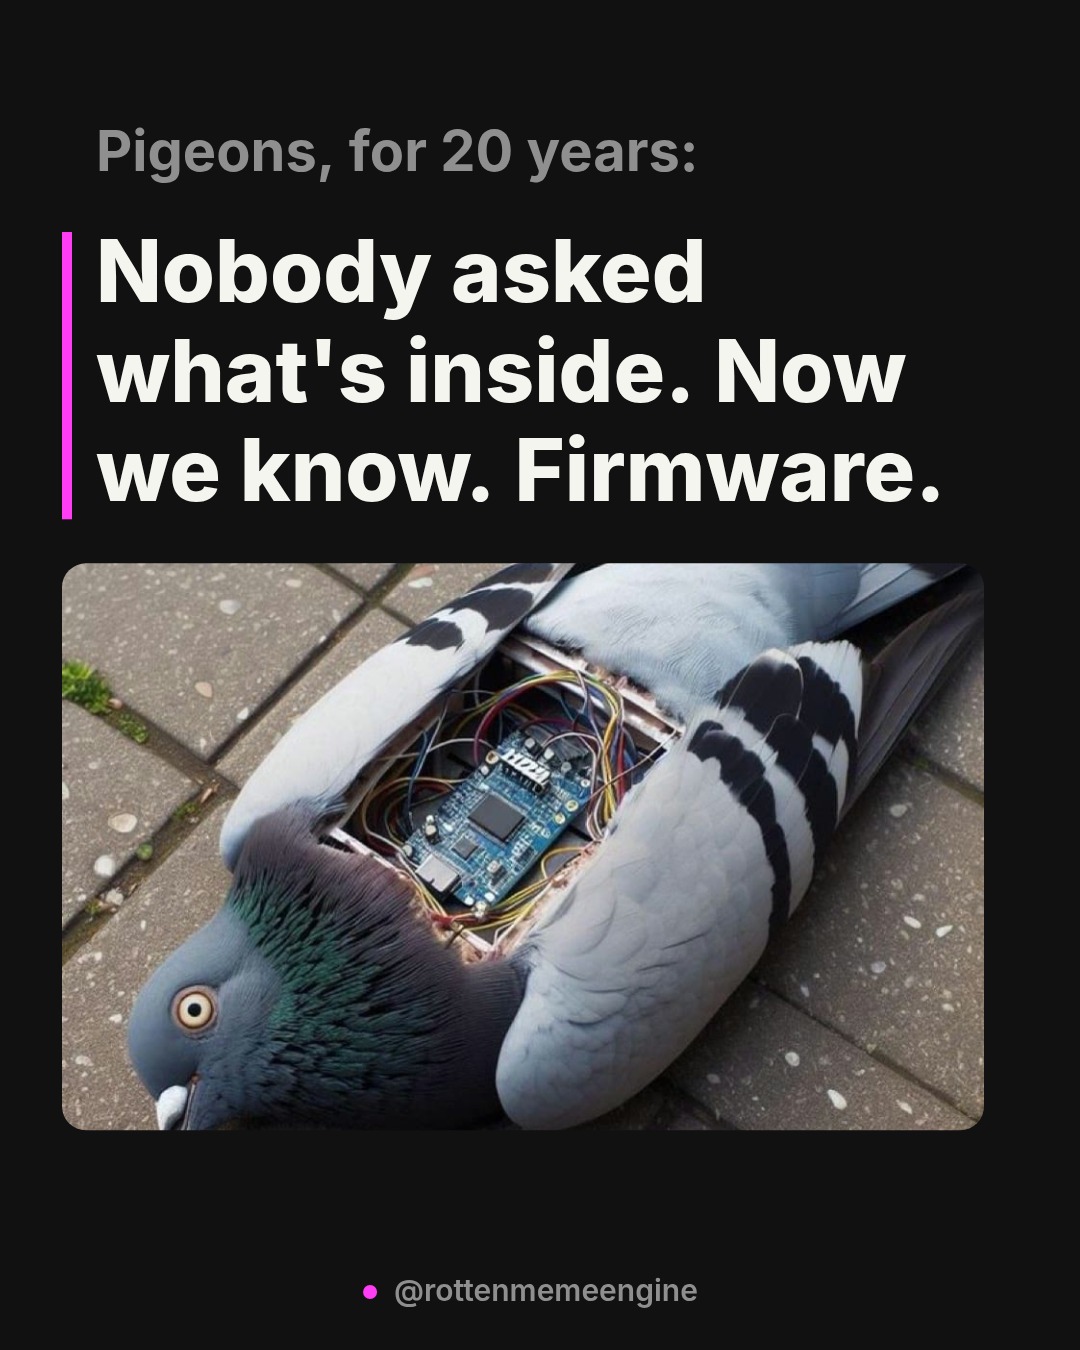 Pigeons, for 20 years:
Nobody asked
what's inside. Now
we know. Firmware.
@rottenmemeengine